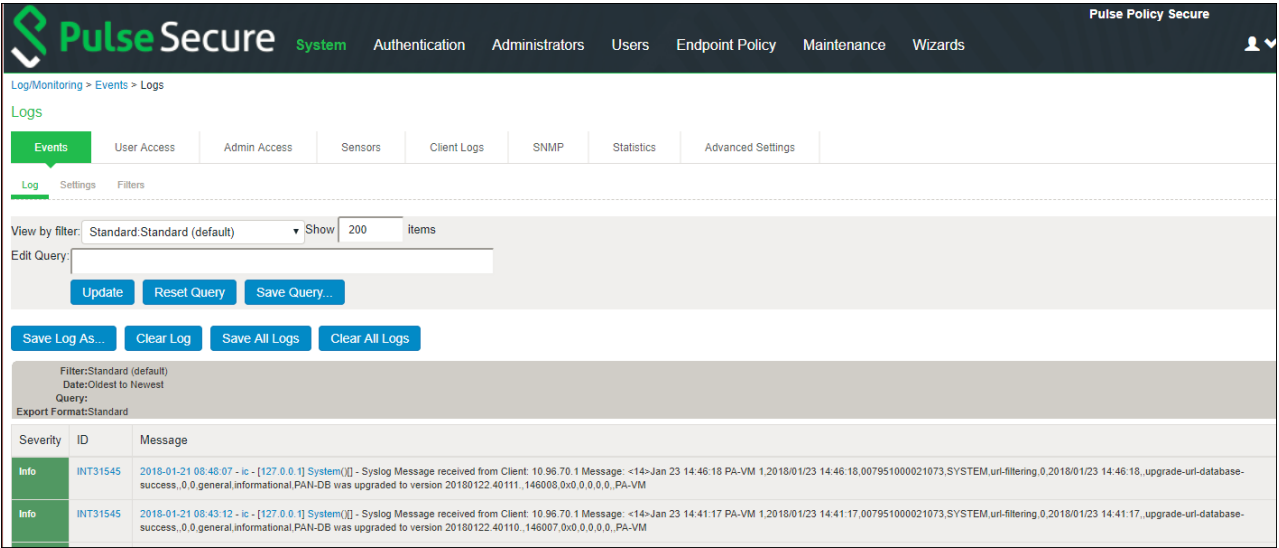 Pulse Policy Secure
Pulse Secure System Authentication Administrators Users Endpoint Policy Maintenance Wizards
Log/Monitoring > Events > Logs
Logs
Events User Access Admin Access Sensors Client Logs SNMP Statistics Advanced Settings
Log Settings Filters
View by filter: Standard:Standard (default) Show 200 items
Edit Query:
Update Reset Query Save Query...
Save Log As... Clear Log Save All Logs Clear All Logs
Filter:Standard (default)
Date:Oldest to Newest
Query:
Export Format:Standard
Severity ID Message
Info INT31545 2018-01-21 08:48:07 - ic - [127.0.0.1] System()[] - Syslog Message received from Client: 10.96.70.1 Message: <14>Jan 23 14:46:18 PA-VM 1,2018/01/23 14:46:18,007951000021073,SYSTEM,url-filtering,0,2018/01/23 14:46:18,,upgrade-url-database-
success,,0,0,general,informational,PAN-DB was upgraded to version 20180122.40111.,146008,0x0,0,0,0,0,,PA-VM
Info INT31545 2018-01-21 08:43:12 - ic - [127.0.0.1] System()[] - Syslog Message received from Client: 10.96.70.1 Message: <14>Jan 23 14:41:17 PA-VM 1,2018/01/23 14:41:17,007951000021073,SYSTEM,url-filtering,0,2018/01/23 14:41:17,,upgrade-url-database-
success,,0,0,general,informational,PAN-DB was upgraded to version 20180122.40110.,146007,0x0,0,0,0,0,,PA-VM